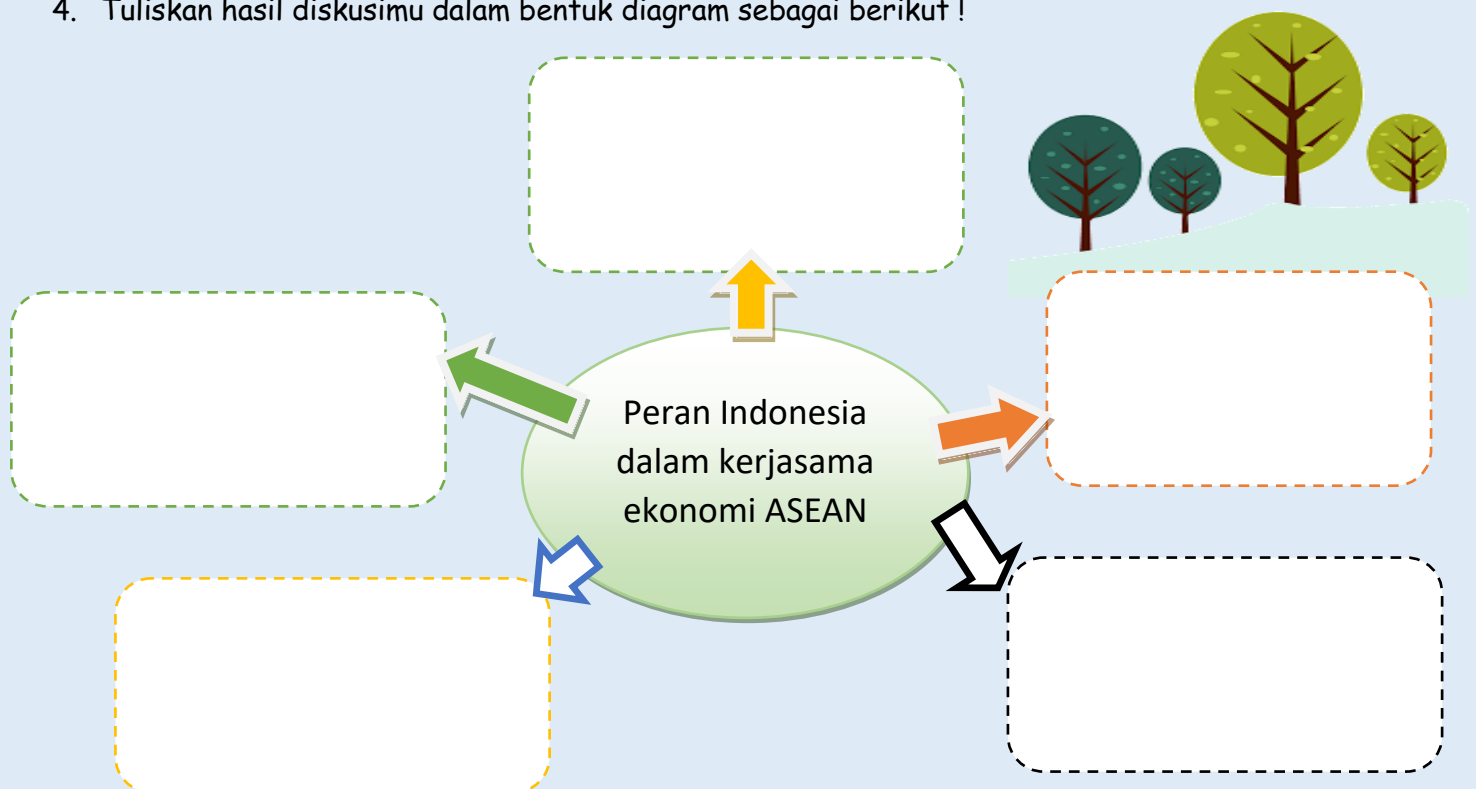 4. Tuliskan hasil diskusimu dalam bentuk diagram sebagai berikut !
Peran Indonesia
dalam kerjasama
ekonomi ASEAN